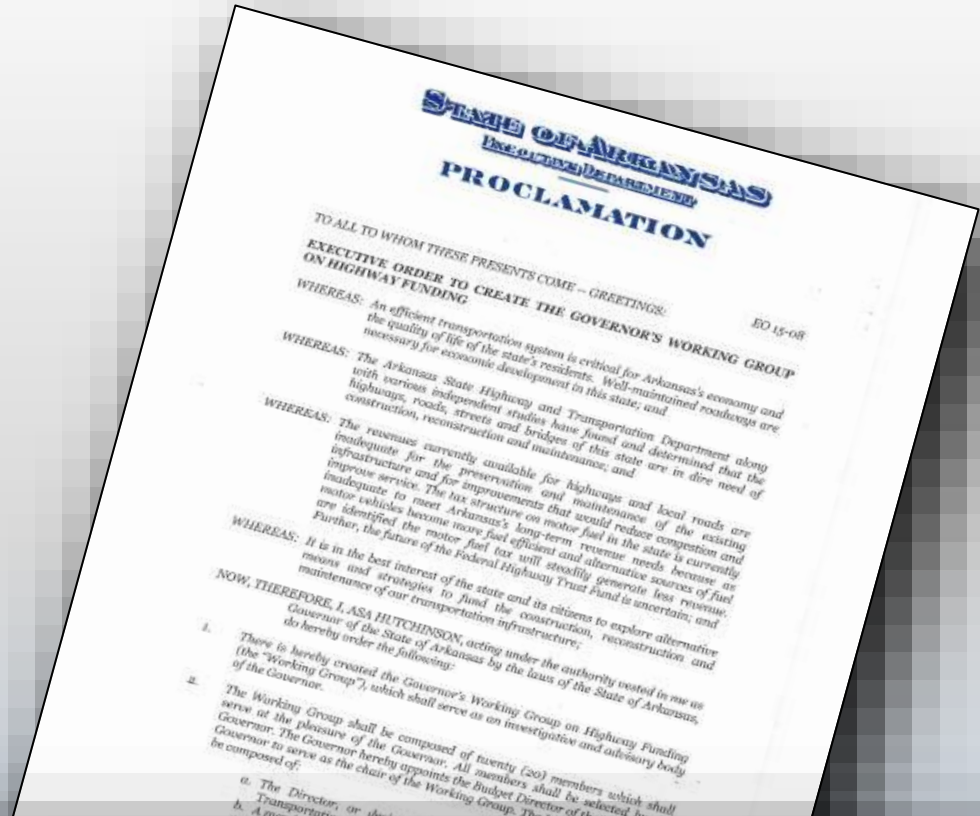 STATE OF ARKANSAS
EXECUTIVE DEPARTMENT
PROCLAMATION
TO ALL TO WHOM THESE PRESENTS COME – GREETINGS:
EO 15-08
EXECUTIVE ORDER TO CREATE THE GOVERNOR'S WORKING GROUP
ON HIGHWAY FUNDING
WHEREAS: An efficient transportation system is critical for Arkansas's economy and
the quality of life of the state's residents. Well-maintained roadways are
necessary for economic development in this state; and
WHEREAS: The Arkansas State Highway and Transportation Department along
with various independent studies have found and determined that the
highways, roads, streets and bridges of this state are in dire need of
construction, reconstruction and maintenance; and
WHEREAS: The revenues currently available for highways and local roads are
inadequate for the preservation and maintenance of the existing
infrastructure and for improvements that would reduce congestion and
improve service. The tax structure on motor fuel in the state is currently
inadequate to meet Arkansas's long-term revenue needs because as
motor vehicles become more fuel efficient and alternative sources of fuel
are identified the motor fuel tax will steadily generate less revenue.
Further, the future of the Federal Highway Trust Fund is uncertain; and
WHEREAS: It is in the best interest of the state and its citizens to explore alternative
means and strategies to fund the construction, reconstruction and
maintenance of our transportation infrastructure;
NOW, THEREFORE, I, ASA HUTCHINSON, acting under the authority vested in me as
Governor of the State of Arkansas by the laws of the State of Arkansas,
do hereby order the following:
1. There is hereby created the Governor's Working Group on Highway Funding
(the "Working Group"), which shall serve as an investigative and advisory body
of the Governor.
2. The Working Group shall be composed of twenty (20) members which shall
serve at the pleasure of the Governor. All members shall be selected by
Governor. The Governor hereby appoints the Budget Director of the
Governor to serve as the chair of the Working Group. The
be composed of:
a. The Director, or
Transportation
b. A